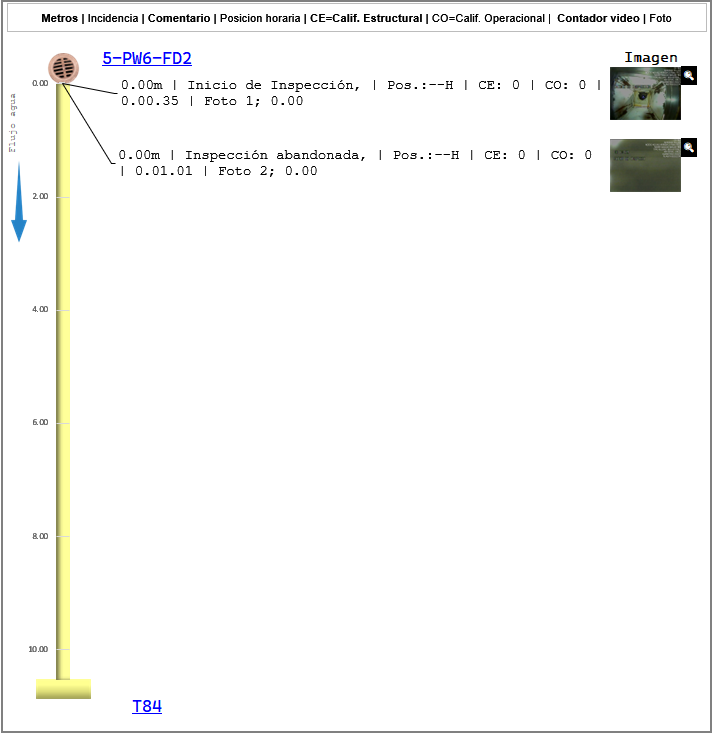 Metros | Incidencia | Comentario | Posicion horaria | CE=Calif. Estructural | CO=Calif. Operacional | Contador video | Foto
5-PW6-FD2
Imagen
0.00
0.00m | Inicio de Inspección, | Pos.:--H | CE: 0 | CO: 0 |
0.00.35 | Foto 1; 0.00
Flujo agua
0.00m | Inspección abandonada, | Pos.:--H | CE: 0 | CO: 0
| 0.01.01 | Foto 2; 0.00
2.00
4.00
6.00
8.00
10.00
T84